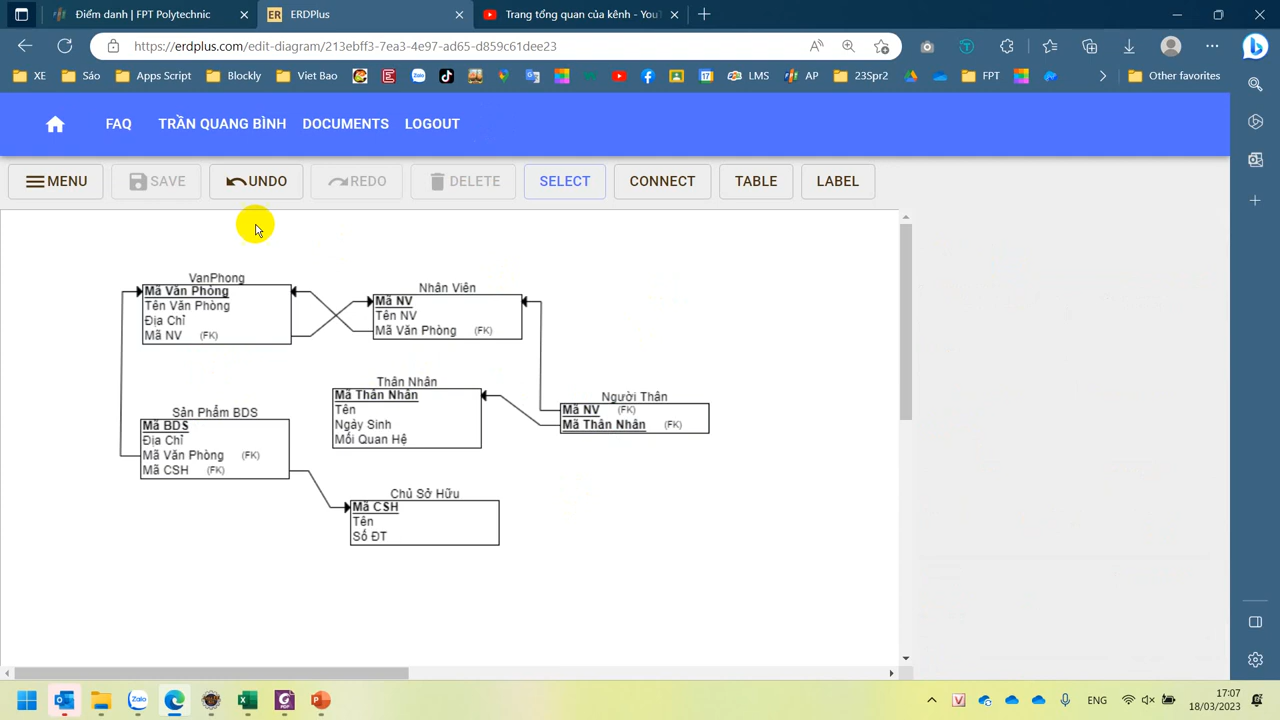 Điểm danh | FPT Polytechnic
ER ERDPlus
Trang tổng quan của kênh - You
https://erdplus.com/edit-diagram/213ebff3-7ea3-4e97-ad65-d859c61dee23
XE
Sáo
Apps Script
Blockly
Viet Bao
LMS
AP
23Spr2
FPT
Other favorites
FAQ
TRẦN QUANG BÌNH
DOCUMENTS
LOGOUT
MENU
SAVE
UNDO
REDO
DELETE
SELECT
CONNECT
TABLE
LABEL
VanPhong
Mã Văn Phòng
Tên Văn Phòng
Địa Chỉ
Mã NV (FK)
Nhân Viên
Mã NV
Tên NV
Mã Văn Phòng (FK)
Thân Nhân
Mã Thân Nhân
Tên
Ngày Sinh
Mối Quan Hệ
Người Thân
Mã NV (FK)
Mã Thân Nhân (FK)
Sản Phẩm BDS
Mã BDS
Địa Chỉ
Mã Văn Phòng (FK)
Mã CSH (FK)
Chủ Sở Hữu
Mã CSH
Tên
Số ĐT
ENG
17:07
18/03/2023